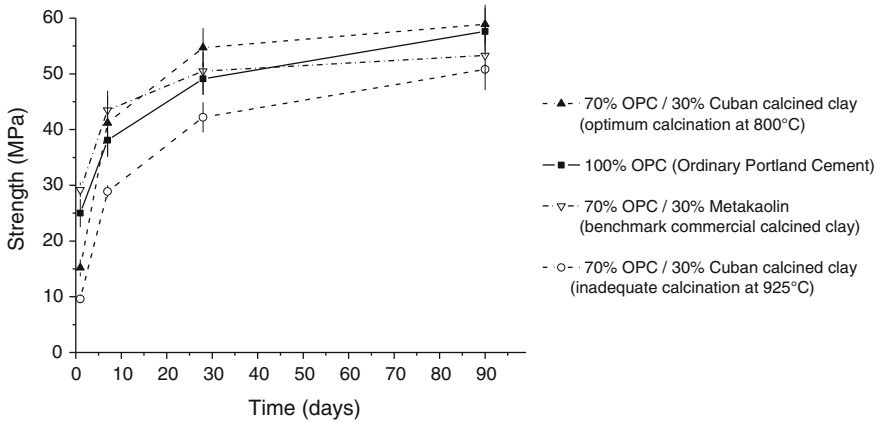 60
50
40
30
20
10
0
Strength (MPa)
0 10 20 30 40 50 60 70 80 90
Time (days)
70% OPC / 30% Cuban calcined clay
(optimum calcination at 800°C)
100% OPC (Ordinary Portland Cement)
70% OPC / 30% Metakaolin
(benchmark commercial calcined clay)
70% OPC / 30% Cuban calcined clay
(inadequate calcination at 925°C)